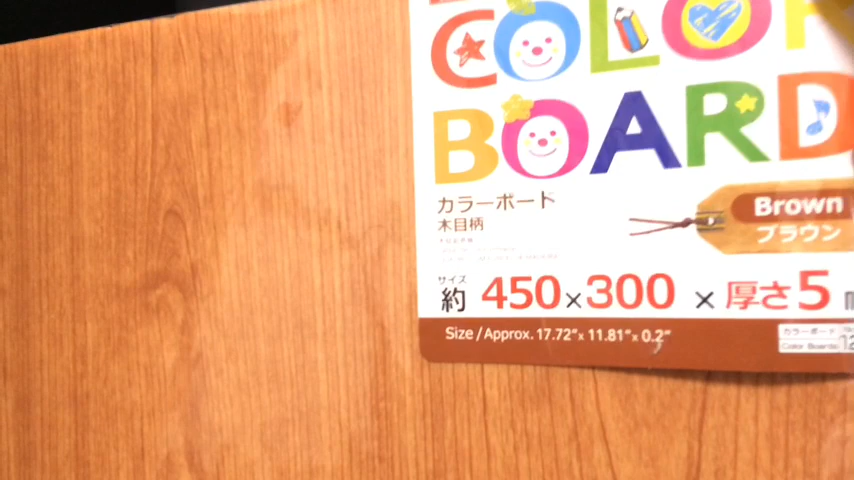 COLOR
BOARD
カラーボード
木目柄
Brown
ブラウン
サイズ
約 450×300 × 厚さ5
Size / Approx. 17.72"x 11.81"x 0.2"
カラーボード
Color Board